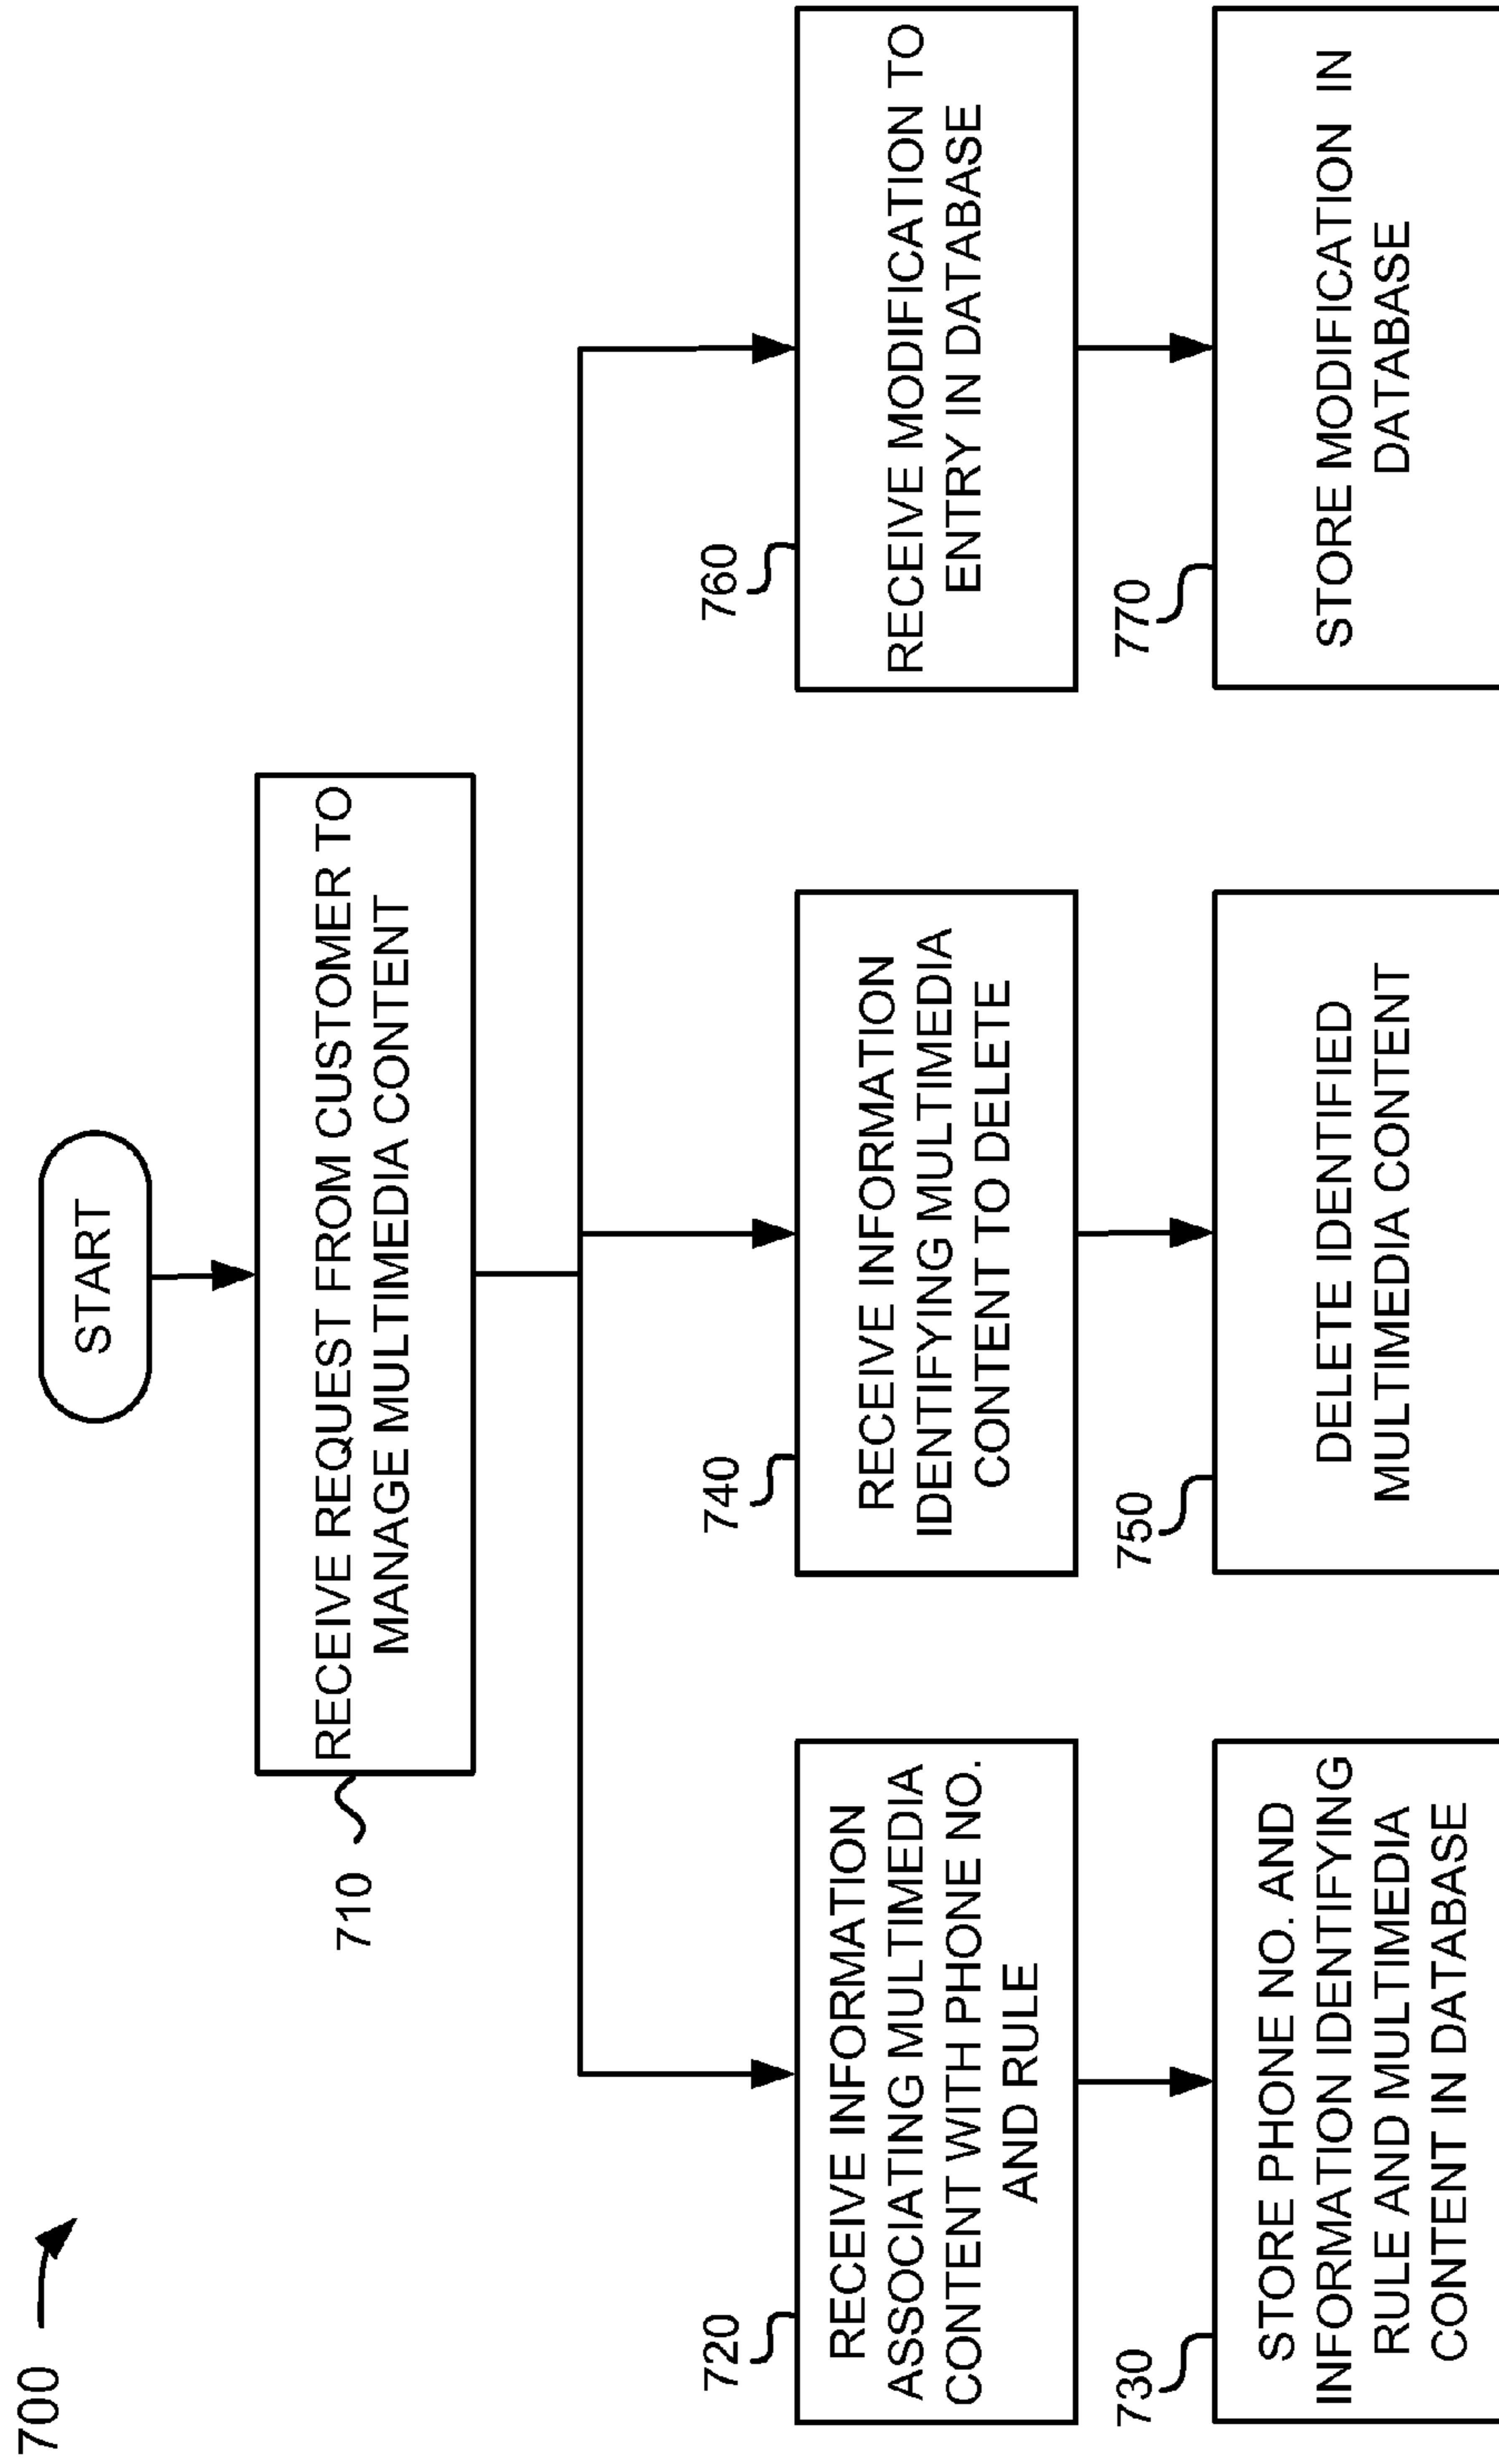 700
START
RECEIVE REQUEST FROM CUSTOMER TO
MANAGE MULTIMEDIA CONTENT
710
720
RECEIVE INFORMATION
ASSOCIATING MULTIMEDIA
CONTENT WITH PHONE NO.
AND RULE
740
RECEIVE INFORMATION
IDENTIFYING MULTIMEDIA
CONTENT TO DELETE
760
RECEIVE MODIFICATION TO
ENTRY IN DATABASE
730
STORE PHONE NO. AND
INFORMATION IDENTIFYING
RULE AND MULTIMEDIA
CONTENT IN DATABASE
750
DELETE IDENTIFIED
MULTIMEDIA CONTENT
770
STORE MODIFICATION IN
DATABASE